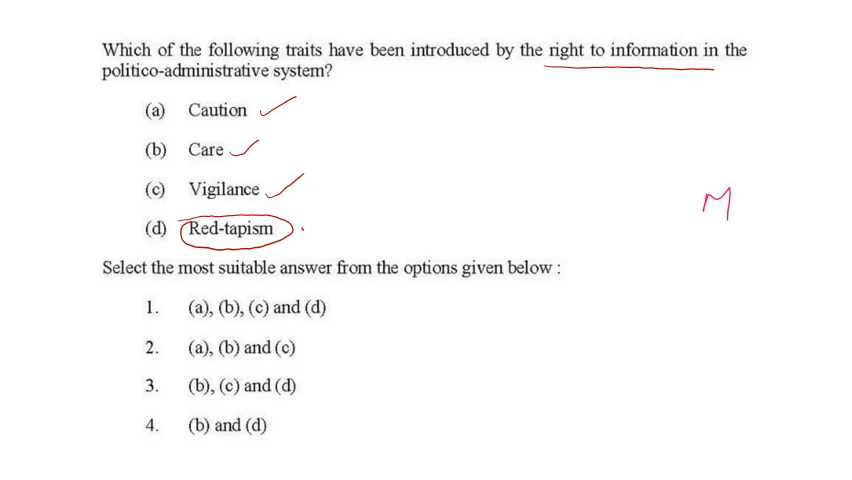 Which of the following traits have been introduced by the right to information in the
politico-administrative system?
(a) Caution
(b) Care
(c) Vigilance
(d) Red-tapism
M
Select the most suitable answer from the options given below :
1. (a), (b), (c) and (d)
2. (a), (b) and (c)
3. (b), (c) and (d)
4. (b) and (d)